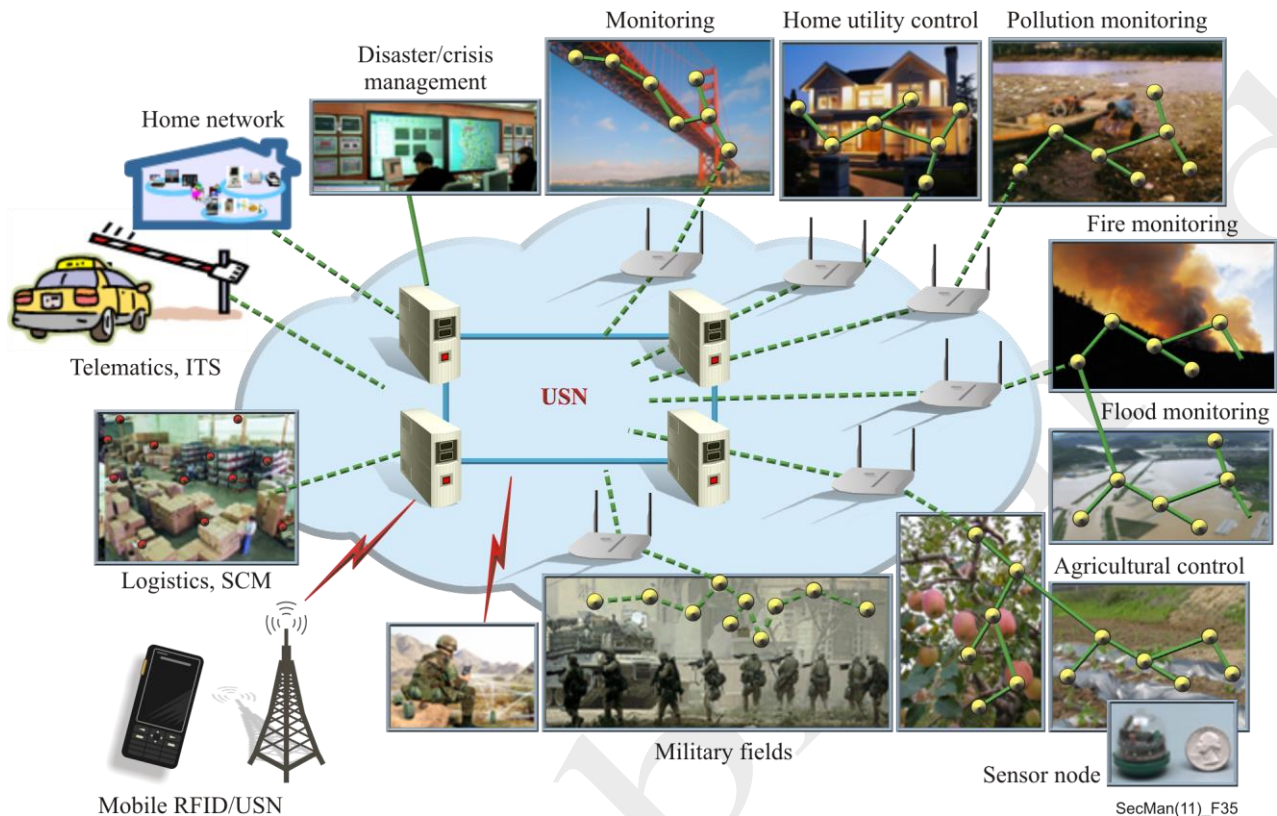 Monitoring
Home utility control
Pollution monitoring
Disaster/crisis
management
Home network
Fire monitoring
Telematics, ITS
USN
Flood monitoring
Logistics, SCM
Agricultural control
Military fields
Sensor node
Mobile RFID/USN
SecMan(11)_F35